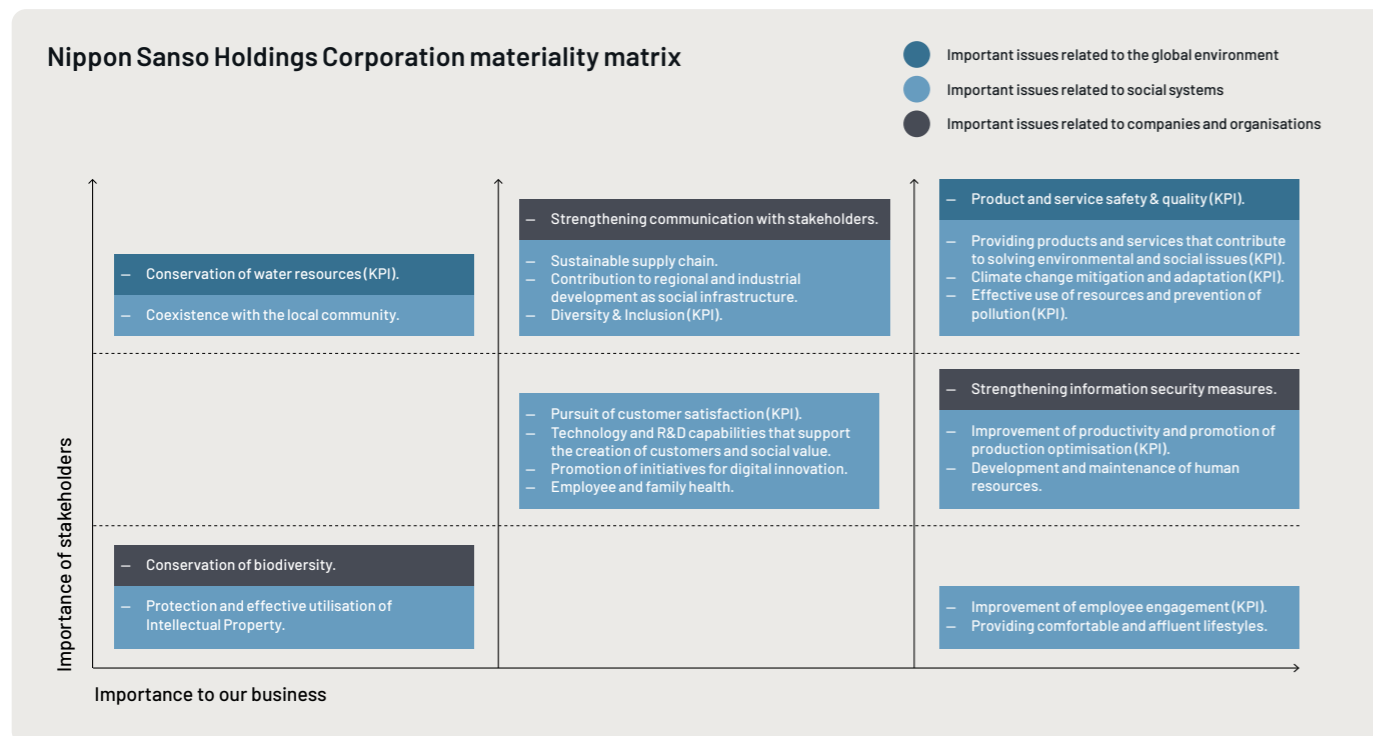 Nippon Sanso Holdings Corporation materiality matrix
Important issues related to the global environment
Important issues related to social systems
Important issues related to companies and organisations
— Conservation of water resources (KPI).
— Coexistence with the local community.
— Strengthening communication with stakeholders.
— Sustainable supply chain.
— Contribution to regional and industrial
development as social infrastructure.
— Diversity & Inclusion (KPI).
— Product and service safety & quality (KPI).
— Providing products and services that contribute
to solving environmental and social issues (KPI).
— Climate change mitigation and adaptation (KPI).
— Effective use of resources and prevention of
pollution (KPI).
— Pursuit of customer satisfaction (KPI).
— Technology and R&D capabilities that support
the creation of customers and social value.
— Promotion of initiatives for digital innovation.
— Employee and family health.
— Strengthening information security measures.
— Improvement of productivity and promotion of
production optimisation (KPI).
— Development and maintenance of human
resources.
— Conservation of biodiversity.
— Protection and effective utilisation of
Intellectual Property.
— Improvement of employee engagement (KPI).
— Providing comfortable and affluent lifestyles.
Importance of stakeholders
Importance to our business